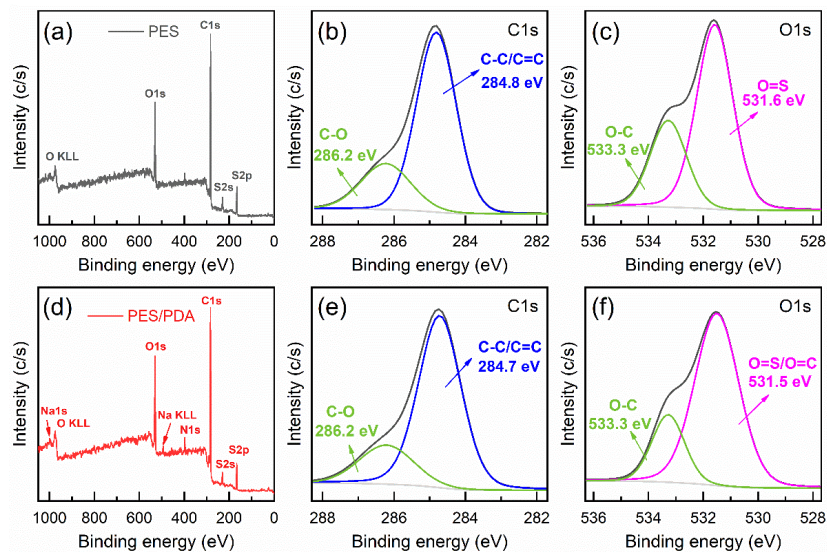 (a)
PES
C1s
O1s
O KLL
S2s
S2p
Intensity (c/s)
1000 800 600 400 200 0
Binding energy (eV)
(b)
C1s
C-C/C=C
284.8 eV
C-O
286.2 eV
Intensity (c/s)
288 286 284 282
Binding energy (eV)
(c)
O1s
O=S
531.6 eV
O-C
533.3 eV
Intensity (c/s)
536 534 532 530 528
Binding energy (eV)
(d)
PES/PDA
C1s
O1s
Na1s
O KLL
Na KLL
N1s
S2s
S2p
Intensity (c/s)
1000 800 600 400 200 0
Binding energy (eV)
(e)
C1s
C-C/C=C
284.7 eV
C-O
286.2 eV
Intensity (c/s)
288 286 284 282
Binding energy (eV)
(f)
O1s
O=S/O=C
531.5 eV
O-C
533.3 eV
Intensity (c/s)
536 534 532 530 528
Binding energy (eV)